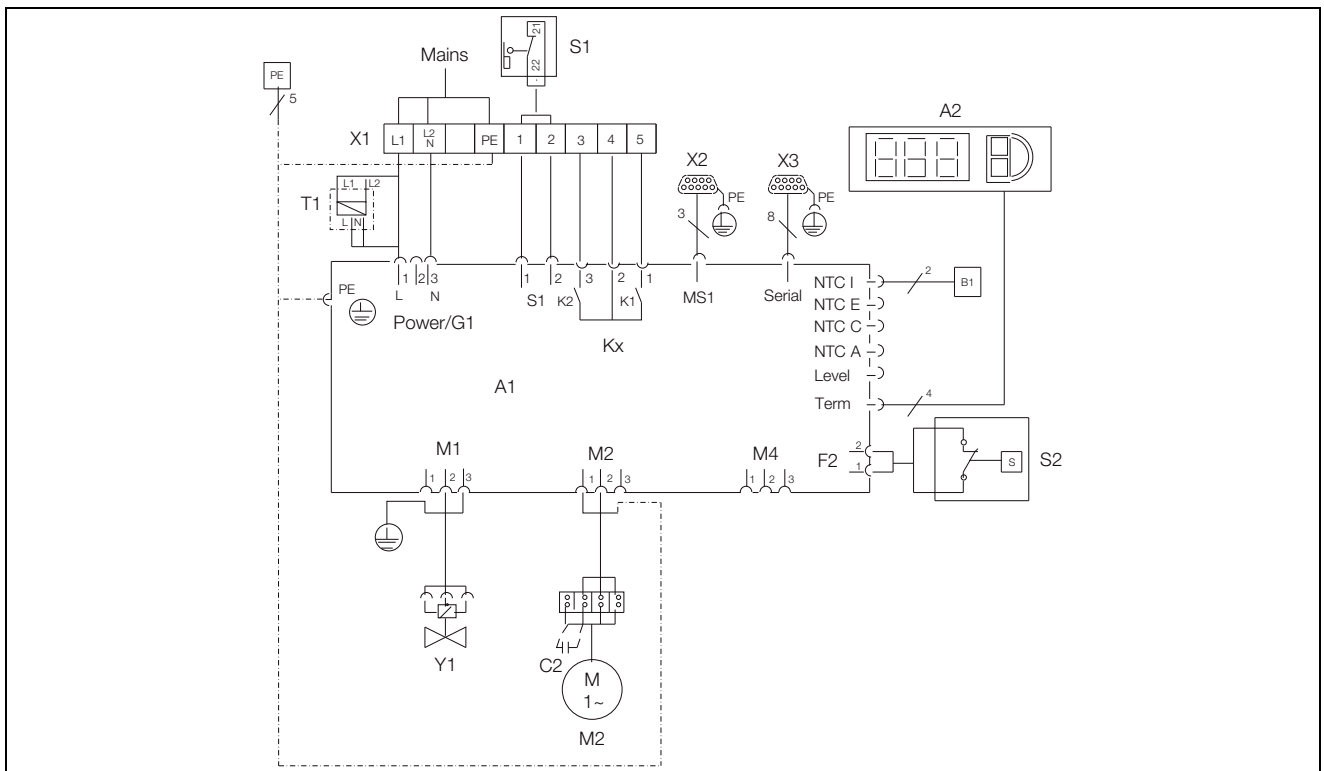 S1
21
22
Mains
PE
5
A2
X1
L1
L2
N
PE
1
2
3
4
5
X2
X3
PE
PE
3
8
T1
L1
L2
L
N
PE
1
2
3
L
N
Power/G1
1
2
S1
3
2
1
K2
K1
Kx
MS1
Serial
NTC I
2
B1
NTC E
NTC C
NTC A
Level
Term
4
A1
M1
1
2
3
M2
1
2
3
M4
1
2
3
F2
2
1
S
S2
Y1
C2
M
1~
M2